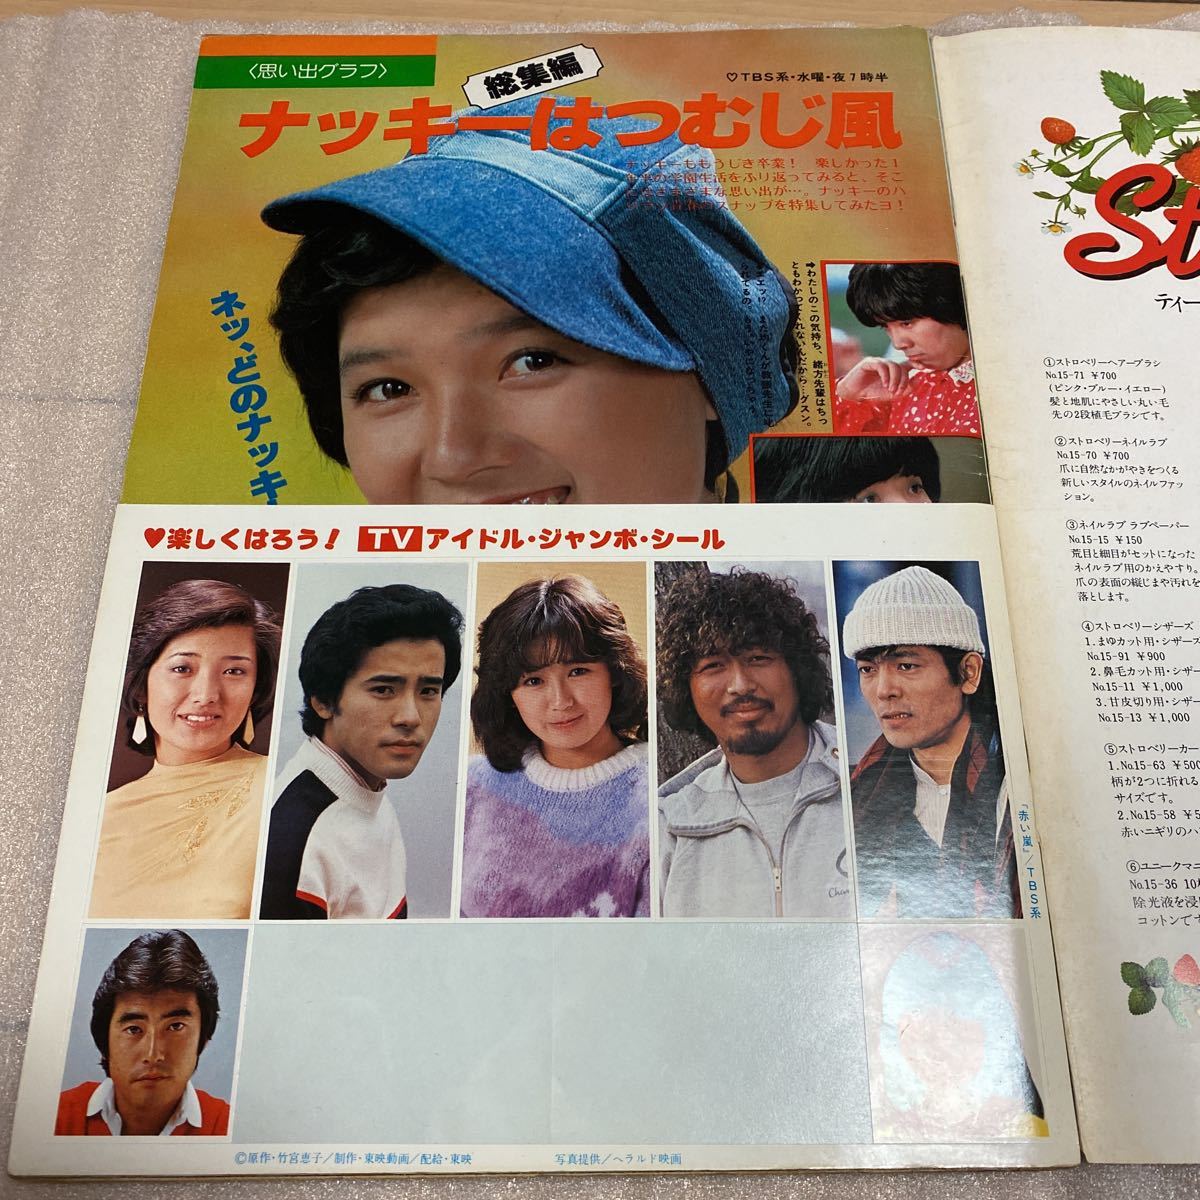 〈思い出グラフ〉
総集編
♡TBS系・水曜・夜7時半
ナッキーはつむじ風
ナッキーももうじき卒業! 楽しかった1
の学園生活をふり返ってみると、そこ
さまざまな思い出が…。ナッキーのハ
スナップを特集してみたヨ!
➡わたしのこの気持ち、緒方先輩はちっ
ともわかってくれないんだから…グスン。
ネッ、どのナッキー
♥楽しくはろう! TVアイドル・ジャンボ・シール
「赤い嵐」/TBS系
©原作・竹宮恵子/制作・東映動画/配給・東映
写真提供/ヘラルド映画
St
ティー
①ストロベリーヘアーブラシ
No.15-71 ¥700
(ピンク・ブルー・イエロー)
髪と地肌にやさしい丸い毛
先の2段植毛ブラシです。
②ストロベリーネイルラブ
No.15-70 ¥700
爪に自然なかがやきをつくる
新しいスタイルのネイルファッ
ション。
③ネイルラブ ラブペーパー
No.15-15 ¥150
荒目と細目がセットになった
ネイルラブ用のかえやすり。
爪の表面の縦じまや汚れを
落とします。
④ストロベリーシザーズ
1.まゆカット用・シザース
No.15-91 ¥900
2.鼻毛カット用・シザー
No.15-11 ¥1,000
3.甘皮切り用・シザー
No.15-13 ¥1,000
⑤ストロベリーカー
1.No.15-63 ¥500
柄が2つに折れる
サイズです。
2.No.15-58 ¥5
赤いニギリのハ
⑥ユニークマニ
No.15-36 10
除光液を浸
コットンです